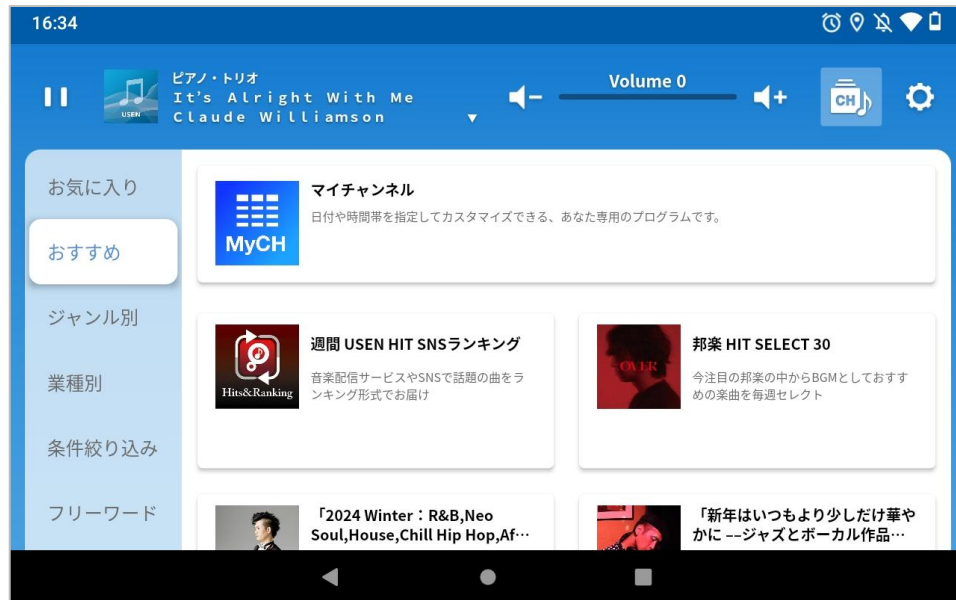 16:34
ピアノ・トリオ
It's Alright With Me
Claude Williamson
USEN
Volume 0
CH
お気に入り
おすすめ
ジャンル別
業種別
条件絞り込み
フリーワード
MyCH
マイチャンネル
日付や時間帯を指定してカスタマイズできる、あなた専用のプログラムです。
Hits&Ranking
週間 USEN HIT SNSランキング
音楽配信サービスやSNSで話題の曲をラ
ンキング形式でお届け
OVER
邦楽 HIT SELECT 30
今注目の邦楽の中からBGMとしておすす
めの楽曲を毎週セレクト
「2024 Winter：R&B,Neo
Soul,House,Chill Hip Hop,Af…
「新年はいつもより少しだけ華や
かに --ジャズとボーカル作品…